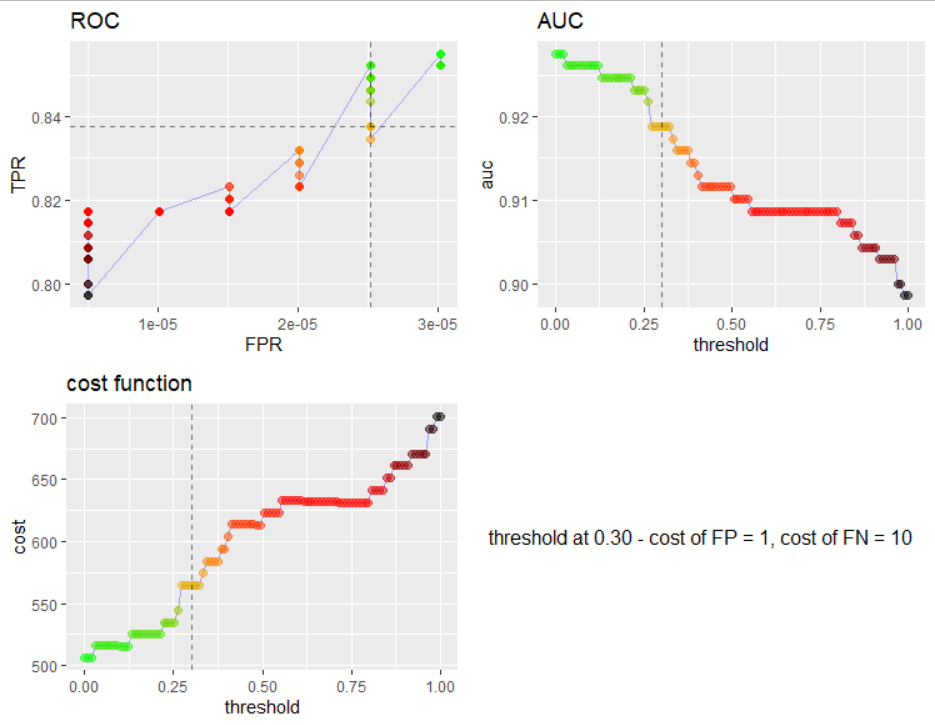 ROC
TPR
0.84
0.82
0.80
1e-05
2e-05
3e-05
FPR
AUC
auc
0.92
0.91
0.90
0.00
0.25
0.50
0.75
1.00
threshold
cost function
cost
700
650
600
550
500
0.00
0.25
0.50
0.75
1.00
threshold
threshold at 0.30 - cost of FP = 1, cost of FN = 10